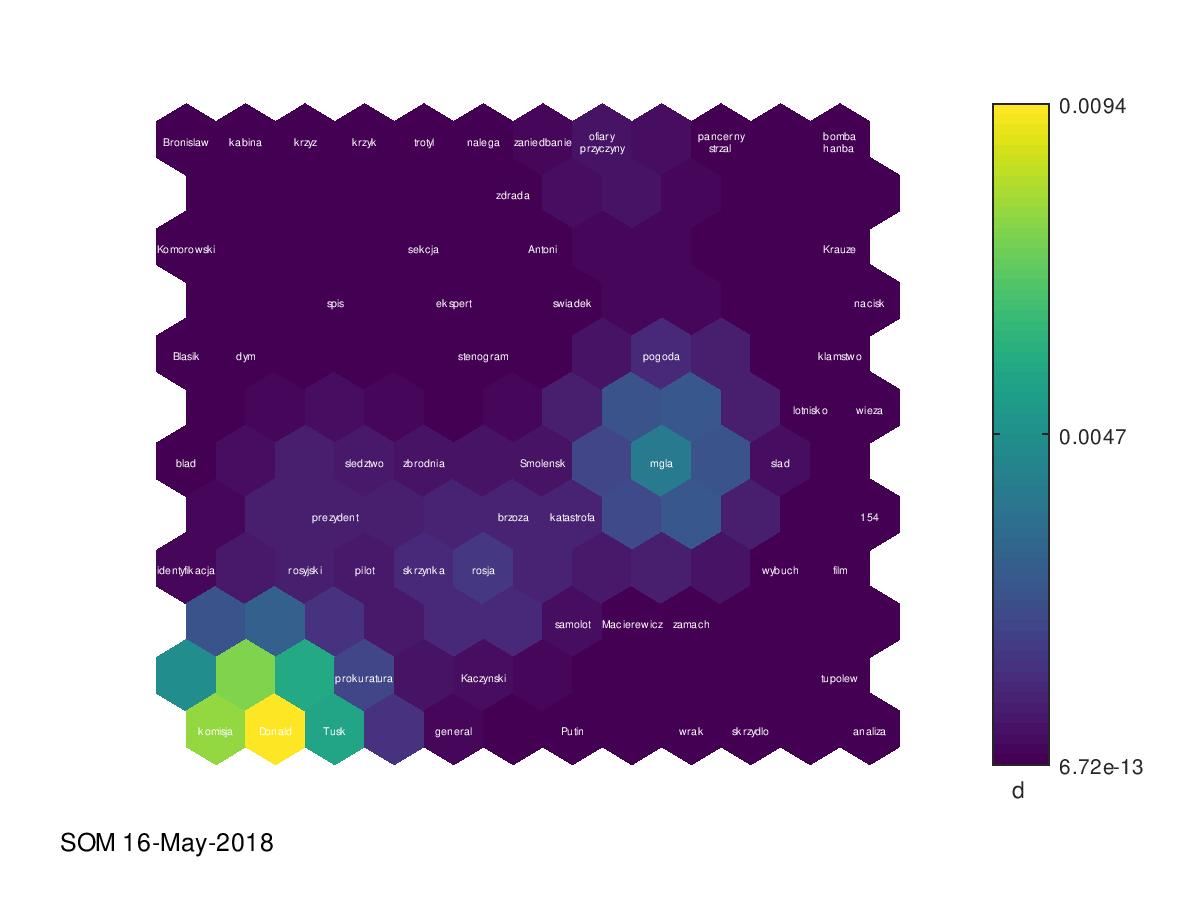 0.0094
Bronislaw kabina krzyz krzyk trotyl nalega zaniedbanie ofiary przyczyny pancerny strzal bomba hanba
zdrada
Komorowski sekcja Antoni Krauze
spis ekspert swiadek nacisk
Blasik dym stenogram pogoda klamstwo
lotnisko wieza
0.0047
blad sledztwo zbrodnia Smolensk mgla slad
prezydent brzoza katastrofa 154
identyfikacja rosyjski pilot skrzynka rosja wybuch film
samolot Macierewicz zamach
prokuratura Kaczynski tupolew
komisja Donald Tusk general Putin wrak skrzydlo analiza
6.72e-13
d
SOM 16-May-2018